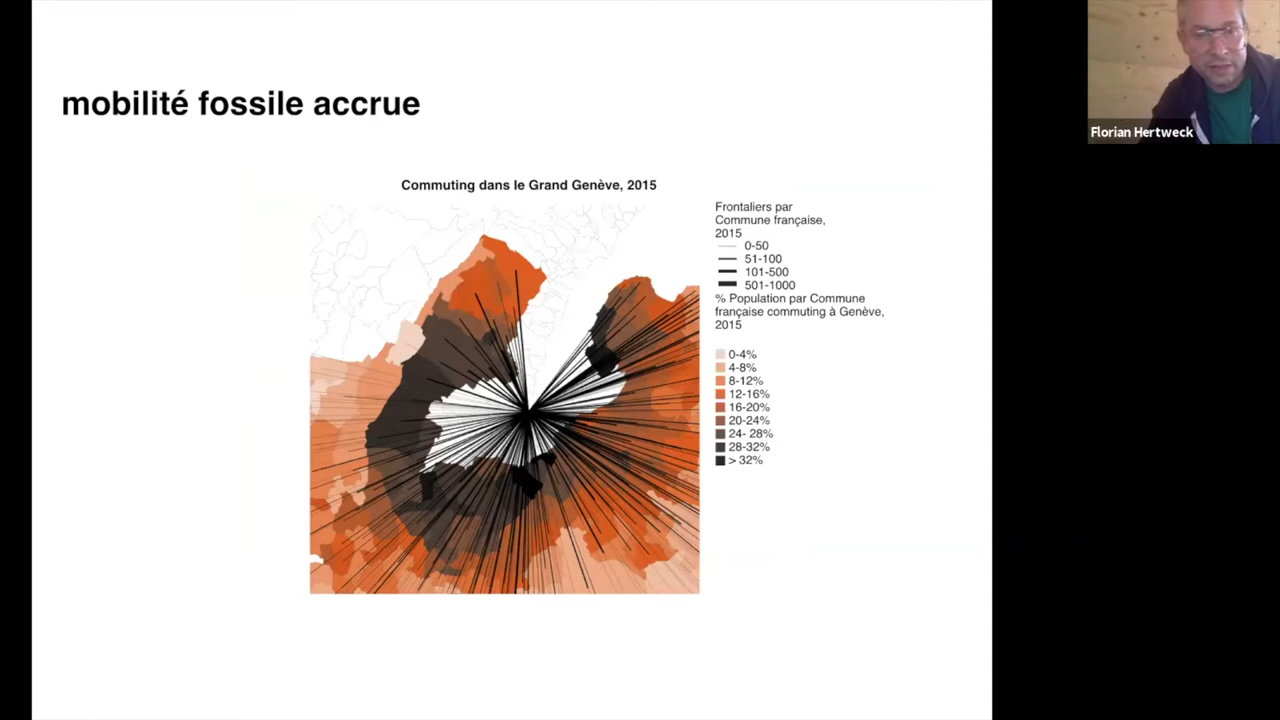 mobilité fossile accrue
Florian Hertweck
Commuting dans le Grand Genève, 2015
Frontaliers par
Commune française,
2015
0-50
51-100
101-500
501-1000
% Population par Commune
française commuting à Genève,
2015
0-4%
4-8%
8-12%
12-16%
16-20%
20-24%
24- 28%
28-32%
> 32%